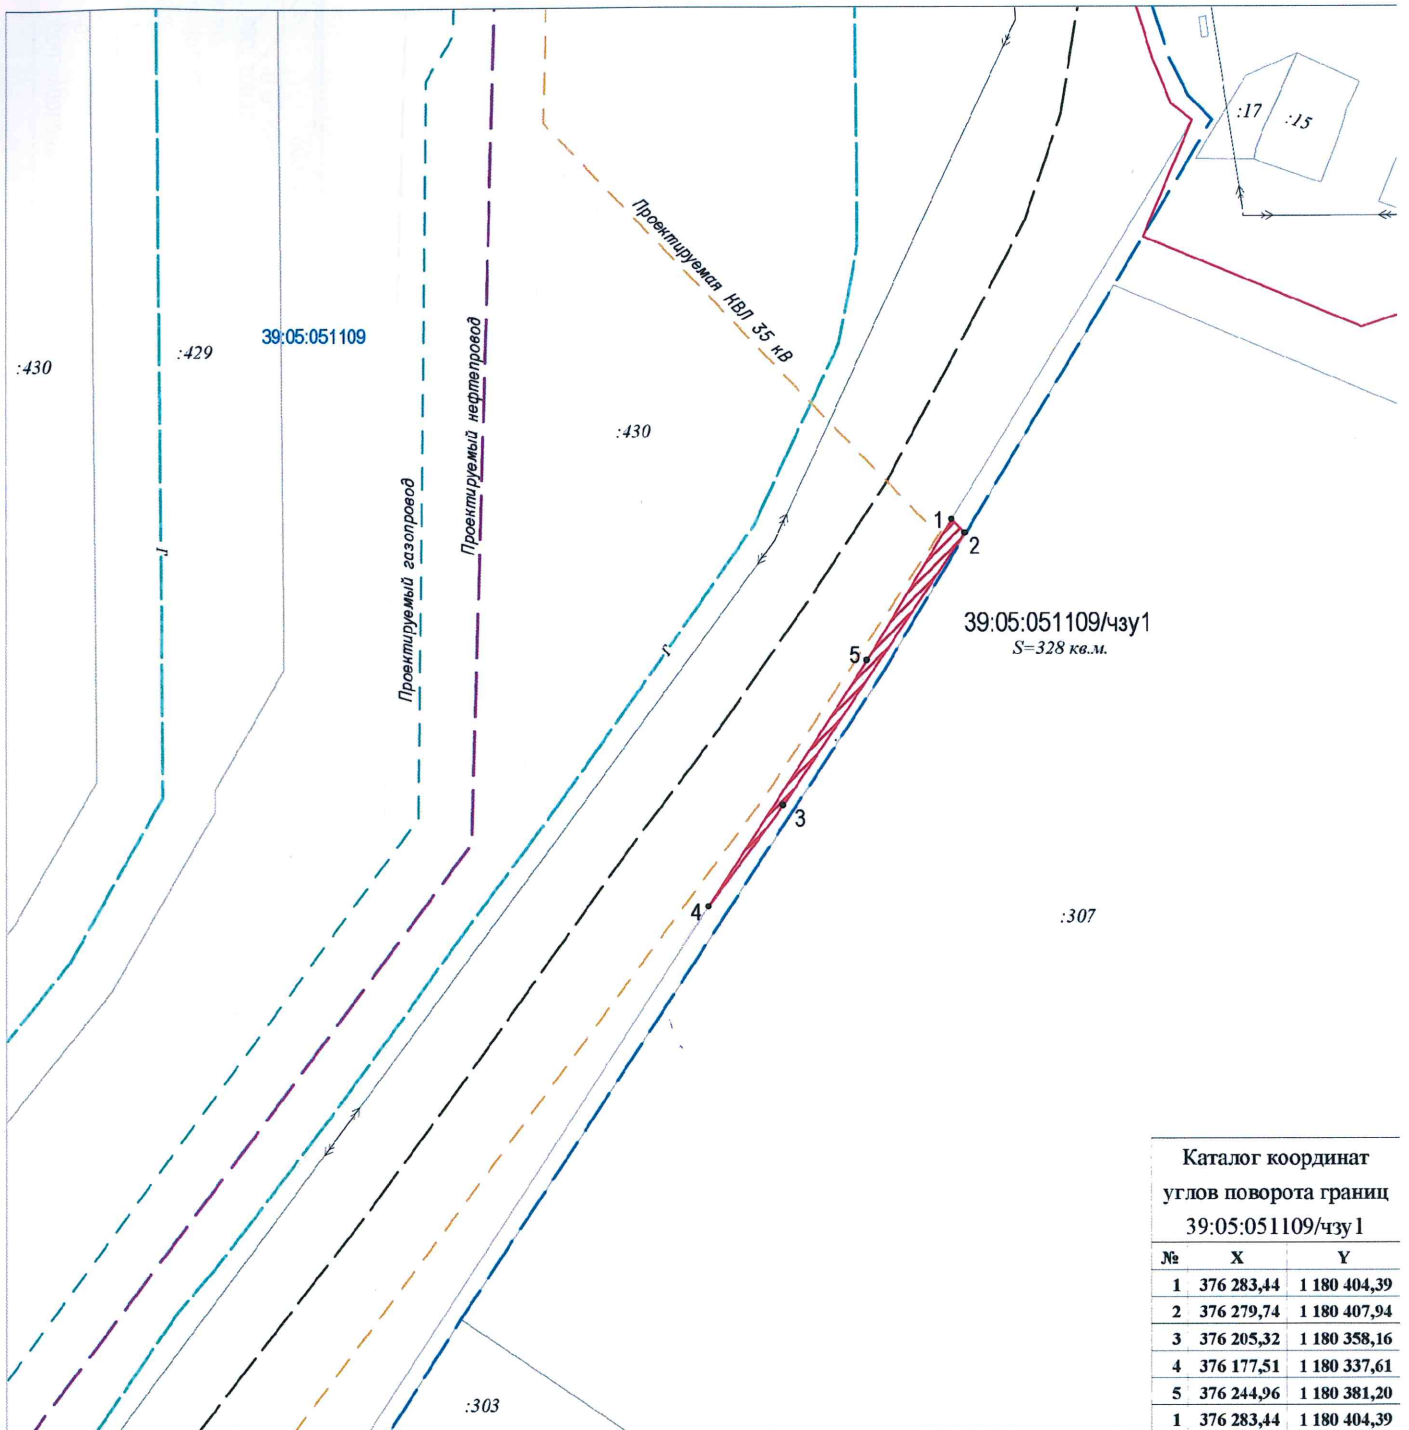 :17
:15
Проектируемая КВЛ 35 кВ
39:05:051109
:429
:430
:430
Проектируемый нефтепровод
Проектируемый газопровод
Г
Г
1
2
39:05:051109/чзу1
S=328 кв.м.
5
3
4
:307
:303
Каталог координат
углов поворота границ
39:05:051109/чзу1
№ X Y
1 376 283,44 1 180 404,39
2 376 279,74 1 180 407,94
3 376 205,32 1 180 358,16
4 376 177,51 1 180 337,61
5 376 244,96 1 180 381,20
1 376 283,44 1 180 404,39